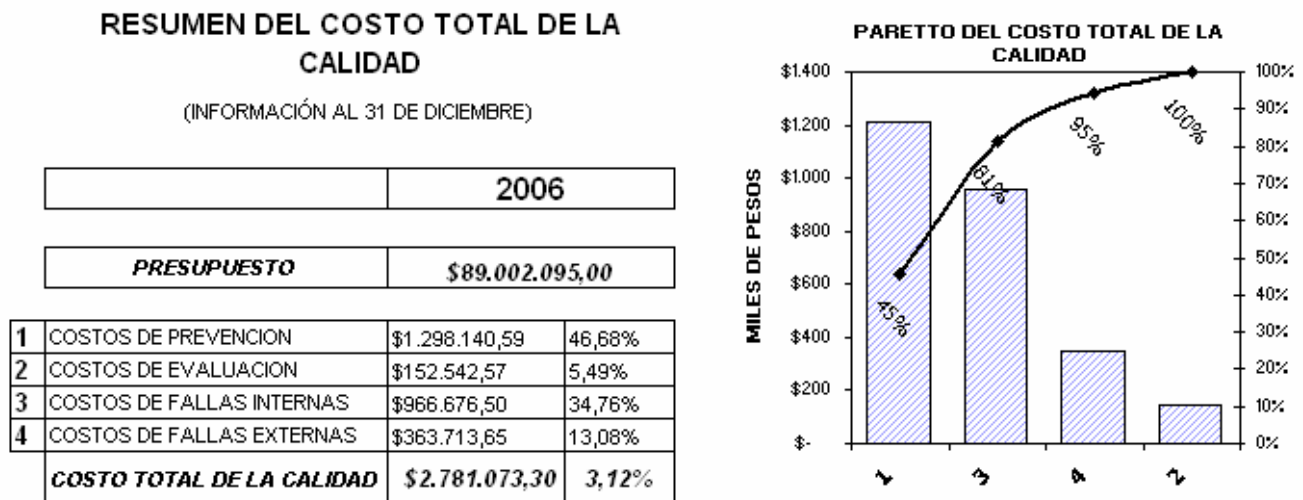 RESUMEN DEL COSTO TOTAL DE LA
CALIDAD
(INFORMACIÓN AL 31 DE DICIEMBRE)
2006
PRESUPUESTO $89.002.095,00
1 COSTOS DE PREVENCION $1.298.140,59 46,68%
2 COSTOS DE EVALUACION $152.542,57 5,49%
3 COSTOS DE FALLAS INTERNAS $966.676,50 34,76%
4 COSTOS DE FALLAS EXTERNAS $363.713,65 13,08%
COSTO TOTAL DE LA CALIDAD $2.781.073,30 3,12%
PARETTO DEL COSTO TOTAL DE LA
CALIDAD
MILES DE PESOS
$1.400
$1.200
$1.000
$800
$600
$400
$200
$-
45%
81%
95%
100%
100%
90%
80%
70%
60%
50%
40%
30%
20%
10%
0%
1 3 4 2